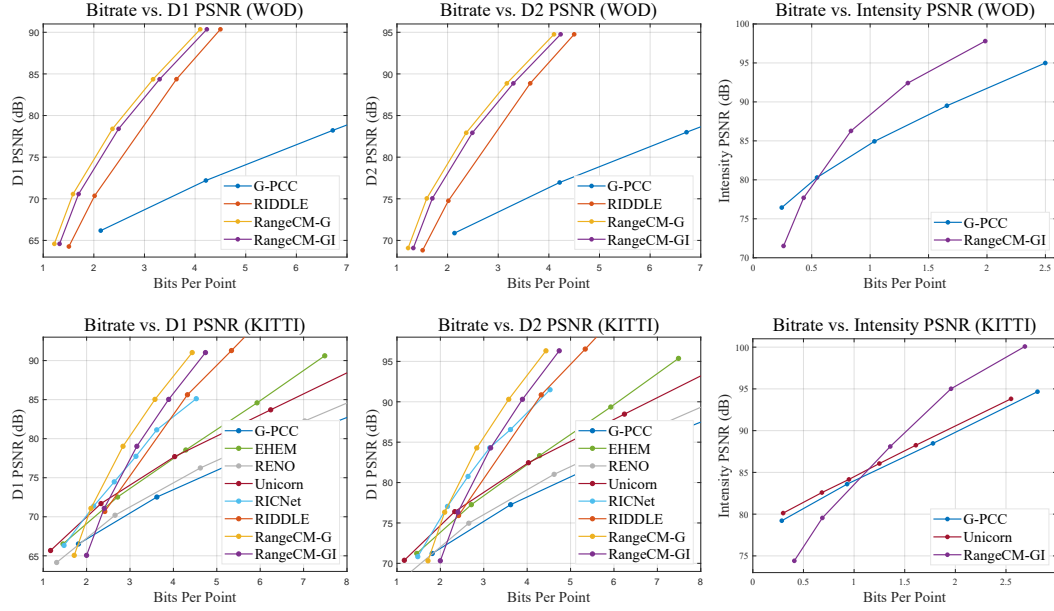 Bitrate vs. D1 PSNR (WOD)
D1 PSNR (dB)
90
85
80
75
70
65
1 2 3 4 5 6 7
Bits Per Point
G-PCC
RIDDLE
RangeCM-G
RangeCM-GI
Bitrate vs. D2 PSNR (WOD)
D2 PSNR (dB)
95
90
85
80
75
70
1 2 3 4 5 6 7
Bits Per Point
G-PCC
RIDDLE
RangeCM-G
RangeCM-GI
Bitrate vs. Intensity PSNR (WOD)
Intensity PSNR (dB)
100
95
90
85
80
75
70
0 0.5 1 1.5 2 2.5
Bits Per Point
G-PCC
RangeCM-GI
Bitrate vs. D1 PSNR (KITTI)
D1 PSNR (dB)
90
85
80
75
70
65
1 2 3 4 5 6 7 8
Bits Per Point
G-PCC
EHEM
RENO
Unicorn
RICNet
RIDDLE
RangeCM-G
RangeCM-GI
Bitrate vs. D2 PSNR (KITTI)
D1 PSNR (dB)
95
90
85
80
75
70
1 2 3 4 5 6 7 8
Bits Per Point
G-PCC
EHEM
RENO
Unicorn
RICNet
RIDDLE
RangeCM-G
RangeCM-GI
Bitrate vs. Intensity PSNR (KITTI)
Intensity PSNR (dB)
100
95
90
85
80
75
0 0.5 1 1.5 2 2.5
Bits Per Point
G-PCC
Unicorn
RangeCM-GI